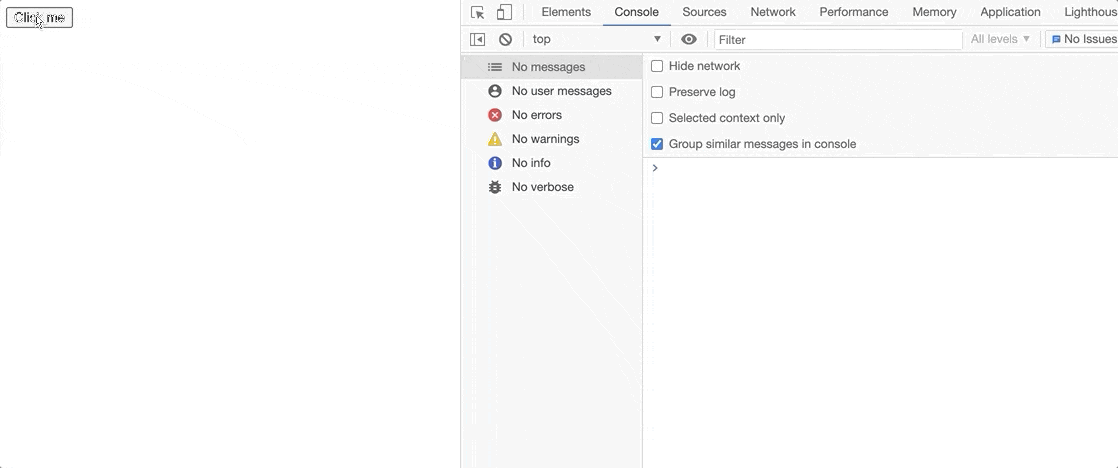 Click me
Elements Console Sources Network Performance Memory Application Lighthous
top Filter All levels No Issues
No messages
No user messages
No errors
No warnings
No info
No verbose
Hide network
Preserve log
Selected context only
Group similar messages in console